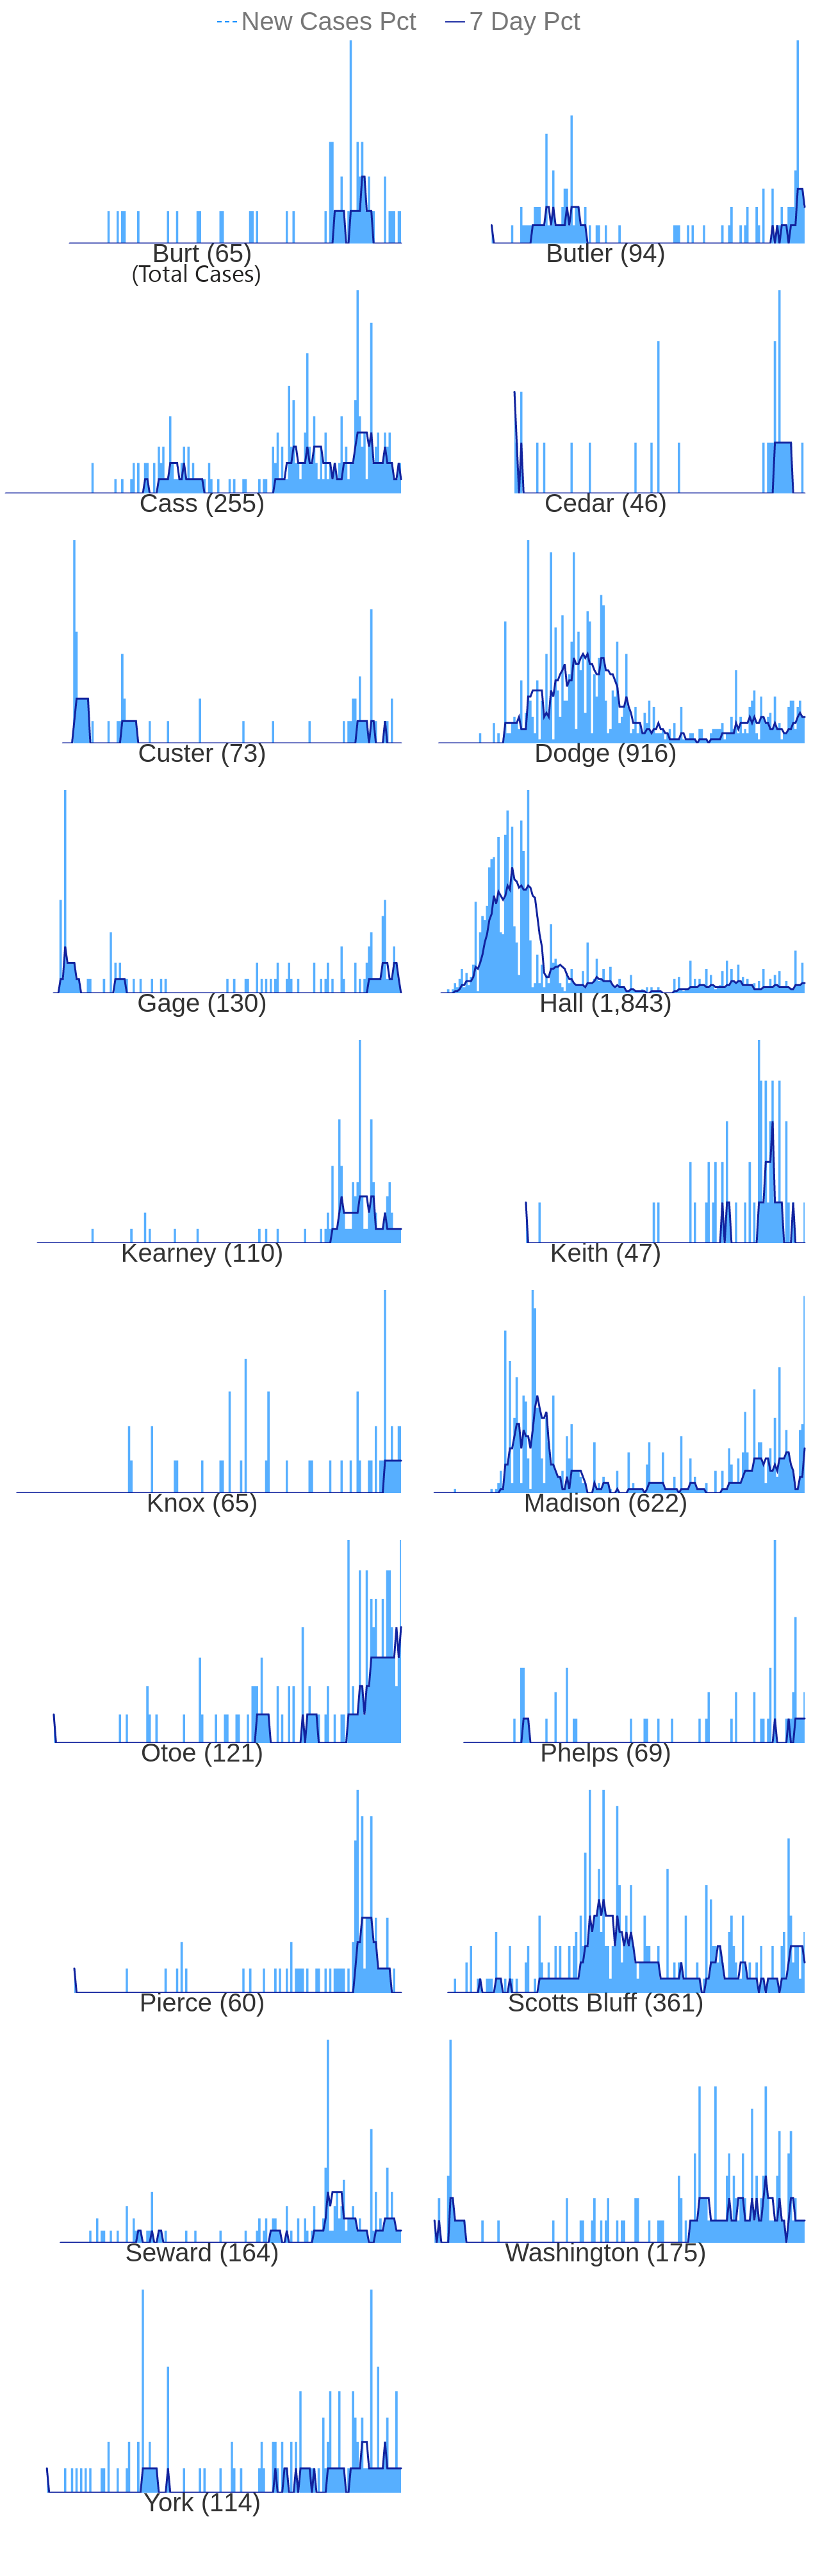 New Cases Pct 7 Day Pct
Burt (65) Butler (94)
(Total Cases)
Cass (255) Cedar (46)
Custer (73) Dodge (916)
Gage (130) Hall (1,843)
Kearney (110) Keith (47)
Knox (65) Madison (622)
Otoe (121) Phelps (69)
Pierce (60) Scotts Bluff (361)
Seward (164) Washington (175)
York (114)